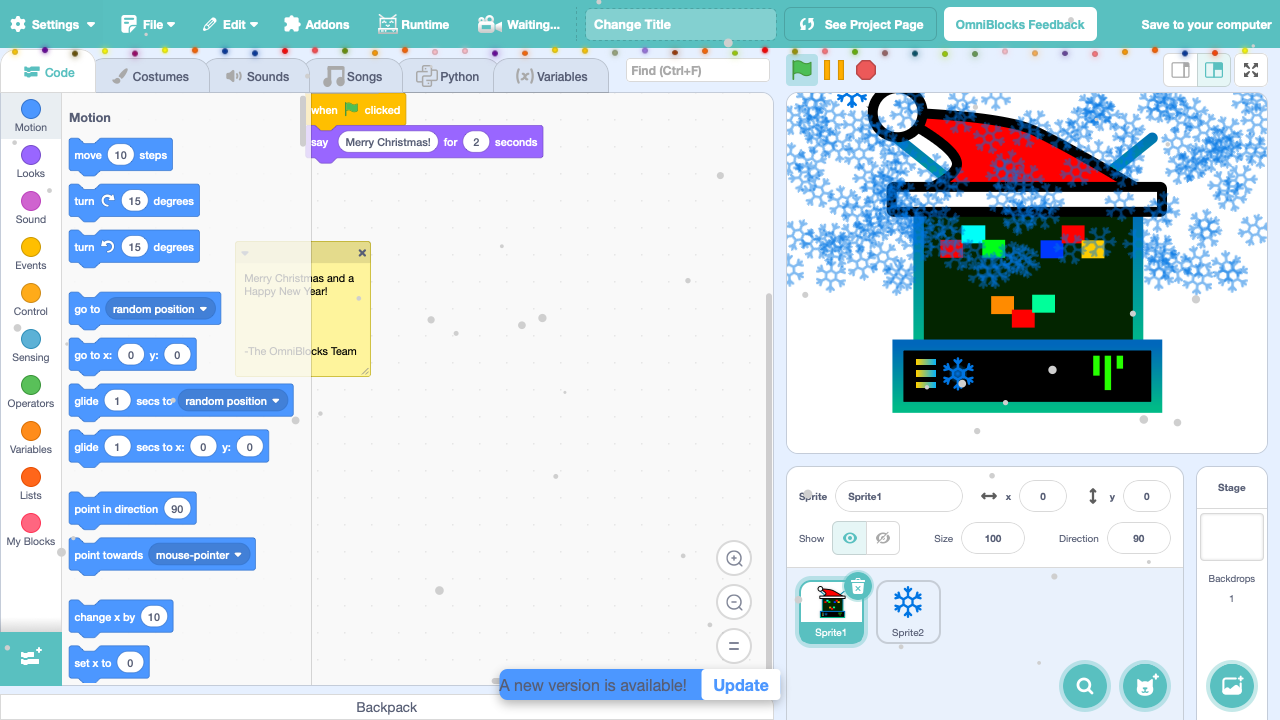 Settings File Edit Addons Runtime Waiting... Change Title See Project Page OmniBlocks Feedback Save to your computer
Code Costumes Sounds Songs Python (x) Variables Find (Ctrl+F)
Motion
Looks
Sound
Events
Control
Sensing
Operators
Variables
Lists
My Blocks
Motion
move 10 steps
turn 15 degrees
turn 15 degrees
go to random position
go to x: 0 y: 0
glide 1 secs to random position
glide 1 secs to x: 0 y: 0
point in direction 90
point towards mouse-pointer
change x by 10
set x to 0
when clicked
say Merry Christmas! for 2 seconds
Merry Christmas and a
Happy New Year!
-The OmniBlocks Team
A new version is available! Update
Backpack
Sprite Sprite1 x 0 y 0
Show Size 100 Direction 90
Sprite1 Sprite2
Stage
Backdrops
1